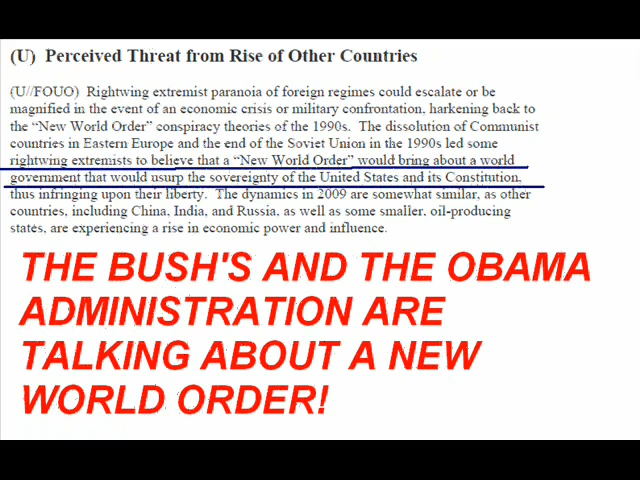 (U) Perceived Threat from Rise of Other Countries
(U//FOUO) Rightwing extremist paranoia of foreign regimes could escalate or be
magnified in the event of an economic crisis or military confrontation, harkening back to
the “New World Order” conspiracy theories of the 1990s. The dissolution of Communist
countries in Eastern Europe and the end of the Soviet Union in the 1990s led some
rightwing extremists to believe that a “New World Order” would bring about a world
government that would usurp the sovereignty of the United States and its Constitution,
thus infringing upon their liberty. The dynamics in 2009 are somewhat similar, as other
countries, including China, India, and Russia, as well as some smaller, oil-producing
states, are experiencing a rise in economic power and influence.
THE BUSH'S AND THE OBAMA
ADMINISTRATION ARE
TALKING ABOUT A NEW
WORLD ORDER!